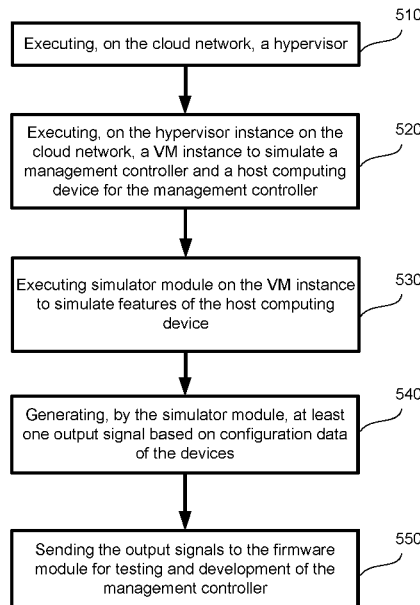 510
Executing, on the cloud network, a hypervisor
520
Executing, on the hypervisor instance on the
cloud network, a VM instance to simulate a
management controller and a host computing
device for the management controller
530
Executing simulator module on the VM instance
to simulate features of the host computing
device
540
Generating, by the simulator module, at least
one output signal based on configuration data
of the devices
550
Sending the output signals to the firmware
module for testing and development of the
management controller